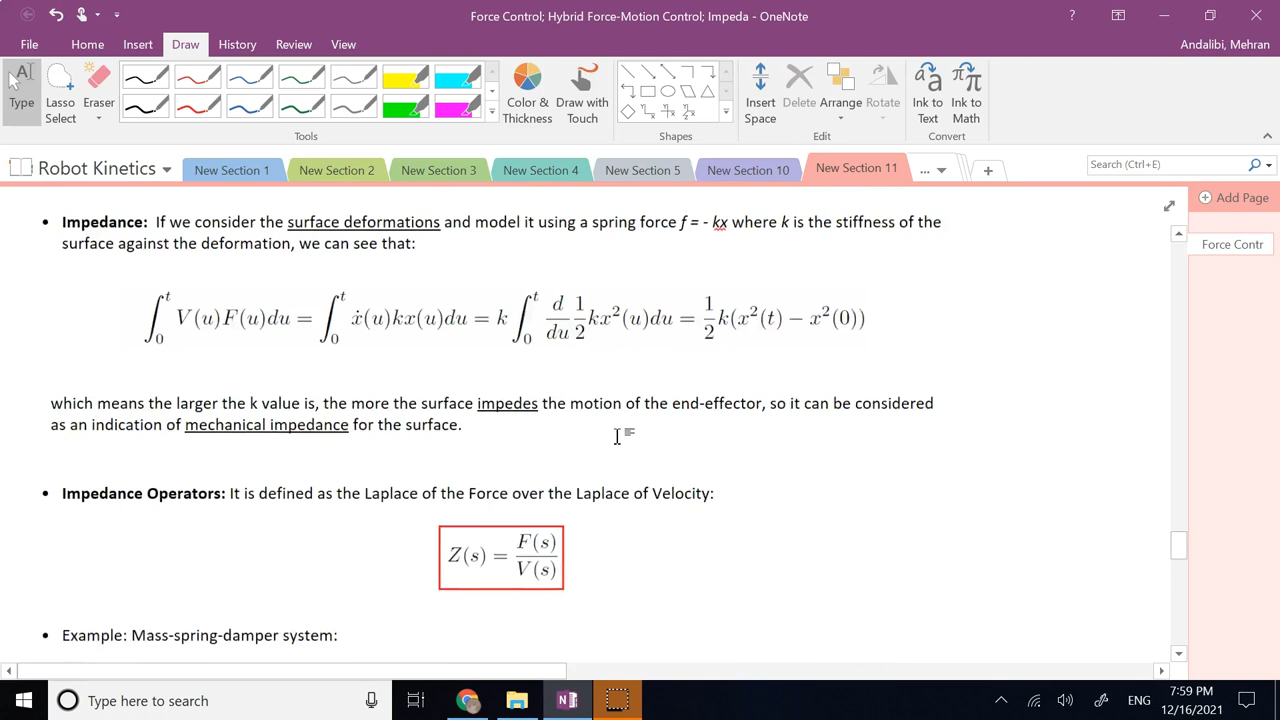 Force Control; Hybrid Force-Motion Control; Impeda - OneNote
?
File Home Insert Draw History Review View
Andalibi, Mehran
Type
Lasso Select
Eraser
Color & Thickness
Draw with Touch
Insert Space
Delete
Arrange
Rotate
Ink to Text
Ink to Math
Tools Shapes Edit Convert
Robot Kinetics
New Section 1 New Section 2 New Section 3 New Section 4 New Section 5 New Section 10 New Section 11 ...
Search (Ctrl+E)
Add Page
Force Contr
• Impedance: If we consider the surface deformations and model it using a spring force f = - kx where k is the stiffness of the
surface against the deformation, we can see that:
∫₀ᵗ V(u)F(u)du = ∫₀ᵗ ẋ(u)kx(u)du = k ∫₀ᵗ d/du 1/2 kx²(u)du = 1/2 k(x²(t) − x²(0))
which means the larger the k value is, the more the surface impedes the motion of the end-effector, so it can be considered
as an indication of mechanical impedance for the surface.
• Impedance Operators: It is defined as the Laplace of the Force over the Laplace of Velocity:
Z(s) = F(s)/V(s)
• Example: Mass-spring-damper system:
Type here to search
ENG
7:59 PM
12/16/2021